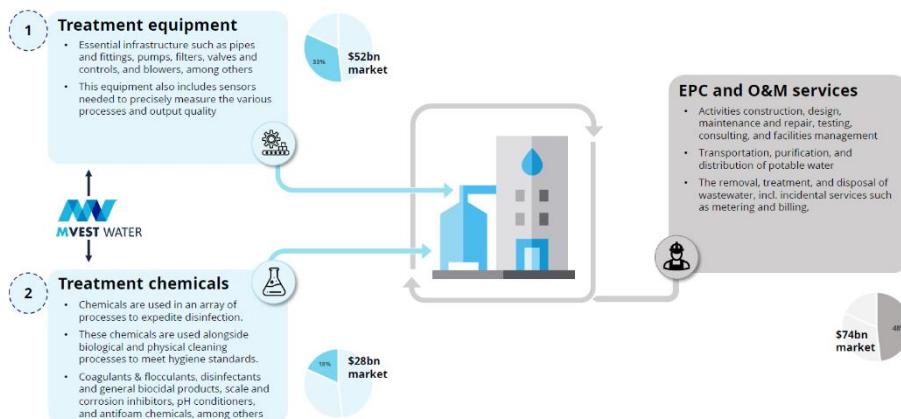 1
Treatment equipment
• Essential infrastructure such as pipes
and fittings, pumps, filters, valves and
controls, and blowers, among others
• This equipment also includes sensors
needed to precisely measure the various
processes and output quality
33%
$52bn
market
MVEST WATER
2
Treatment chemicals
• Chemicals are used in an array of
processes to expedite disinfection.
• These chemicals are used alongside
biological and physical cleaning
processes to meet hygiene standards.
• Coagulants & flocculants, disinfectants
and general biocidal products, scale and
corrosion inhibitors, pH conditioners,
and antifoam chemicals, among others
18%
$28bn
market
EPC and O&M services
• Activities construction, design,
maintenance and repair, testing,
consulting, and facilities management
• Transportation, purification, and
distribution of potable water
• The removal, treatment, and disposal of
wastewater, incl. incidental services such
as metering and billing,
$74bn
market
48%